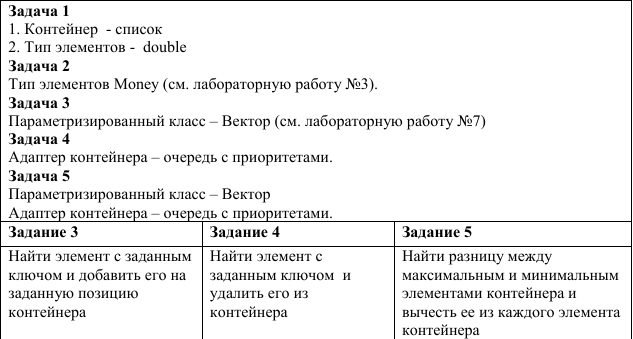 Задача 1
1. Контейнер - список
2. Тип элементов - double
Задача 2
Тип элементов Money (см. лабораторную работу №3).
Задача 3
Параметризированный класс – Вектор (см. лабораторную работу №7)
Задача 4
Адаптер контейнера – очередь с приоритетами.
Задача 5
Параметризированный класс – Вектор
Адаптер контейнера – очередь с приоритетами.
Задание 3
Найти элемент с заданным
ключом и добавить его на
заданную позицию
контейнера
Задание 4
Найти элемент с
заданным ключом и
удалить его из
контейнера
Задание 5
Найти разницу между
максимальным и минимальным
элементами контейнера и
вычесть ее из каждого элемента
контейнера